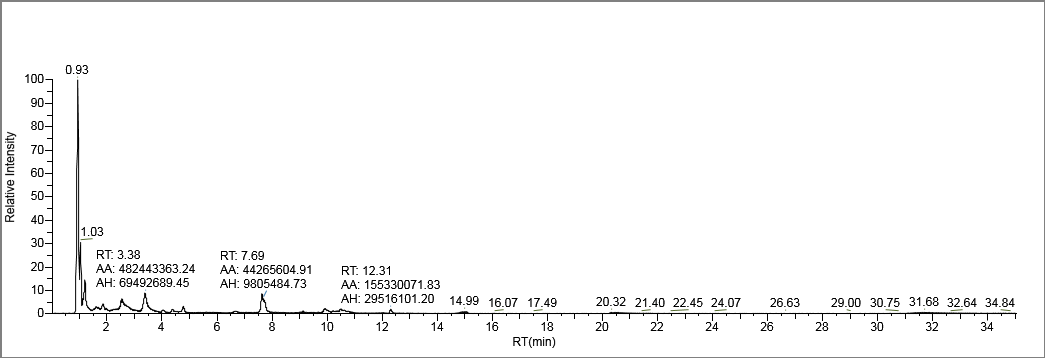 0.93
100
90
80
70
60
50
40
30
20
10
0
Relative Intensity
1.03
RT: 3.38
AA: 482443363.24
AH: 69492689.45
RT: 7.69
AA: 44265604.91
AH: 9805484.73
RT: 12.31
AA: 155330071.83
AH: 29516101.20
14.99 16.07 17.49 20.32 21.40 22.45 24.07 26.63 29.00 30.75 31.68 32.64 34.84
2 4 6 8 10 12 14 16 18 20 22 24 26 28 30 32 34
RT(min)